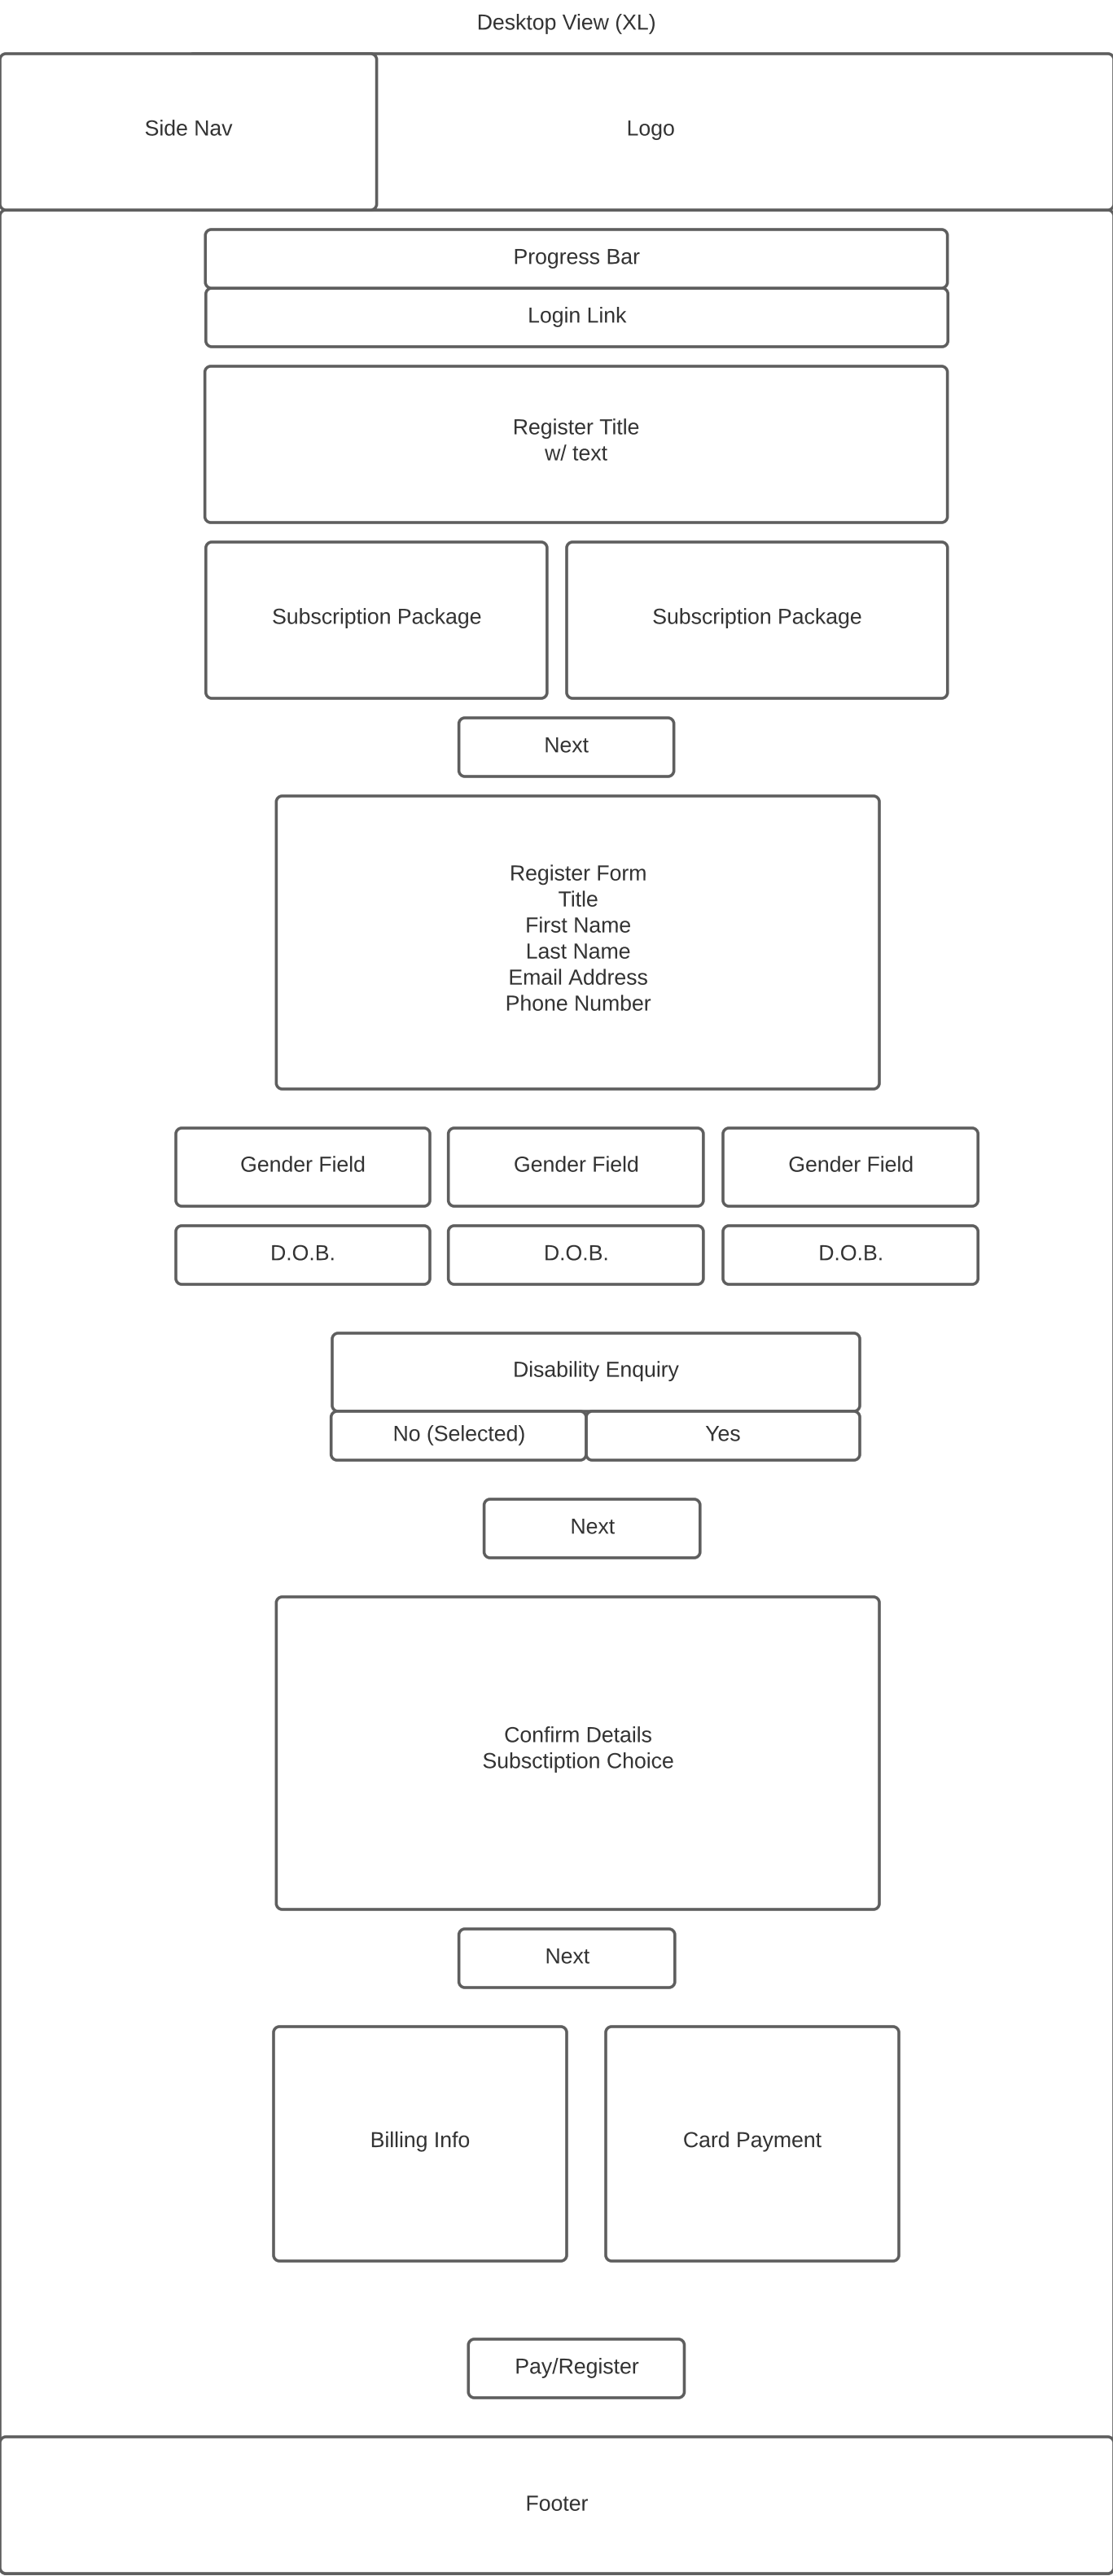 Desktop View (XL)
Side Nav
Logo
Progress Bar
Login Link
Register Title
w/ text
Subscription Package
Subscription Package
Next
Register Form
Title
First Name
Last Name
Email Address
Phone Number
Gender Field
Gender Field
Gender Field
D.O.B.
D.O.B.
D.O.B.
Disability Enquiry
No (Selected)
Yes
Next
Confirm Details
Subsctiption Choice
Next
Billing Info
Card Payment
Pay/Register
Footer